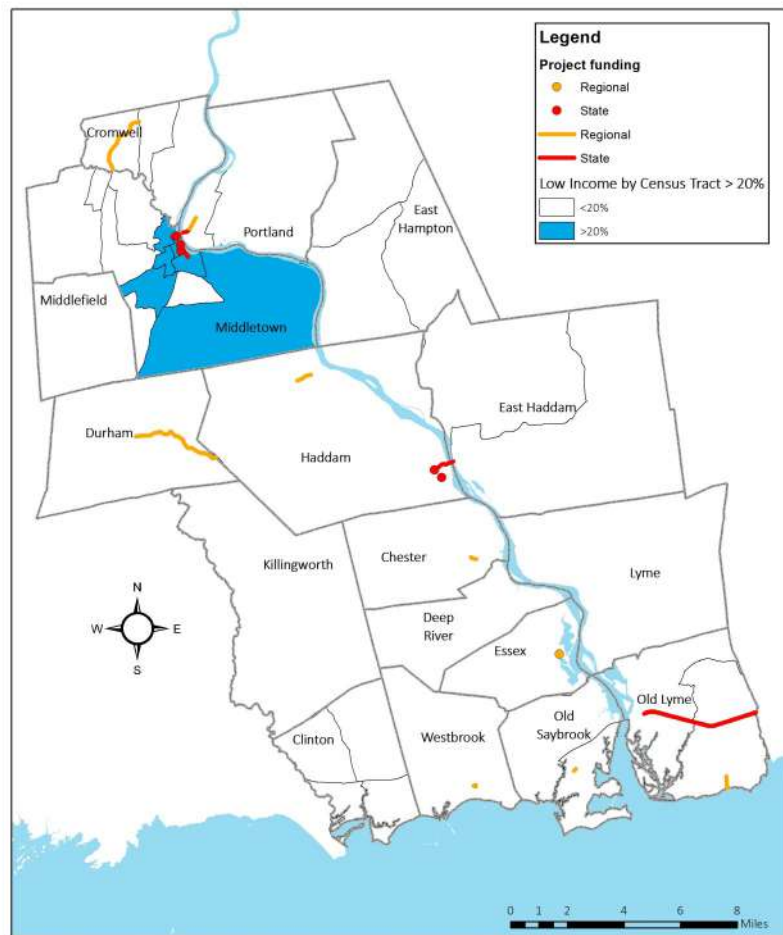 Legend
Project funding
Regional
State
Regional
State
Low Income by Census Tract > 20%
<20%
>20%
Cromwell
Portland
East
Hampton
Middlefield
Middletown
East Haddam
Durham
Haddam
Killingworth
Chester
Lyme
Deep
River
Essex
N
W
E
S
Old Lyme
Old
Saybrook
Clinton
Westbrook
0 1 2 4 6 8
Miles